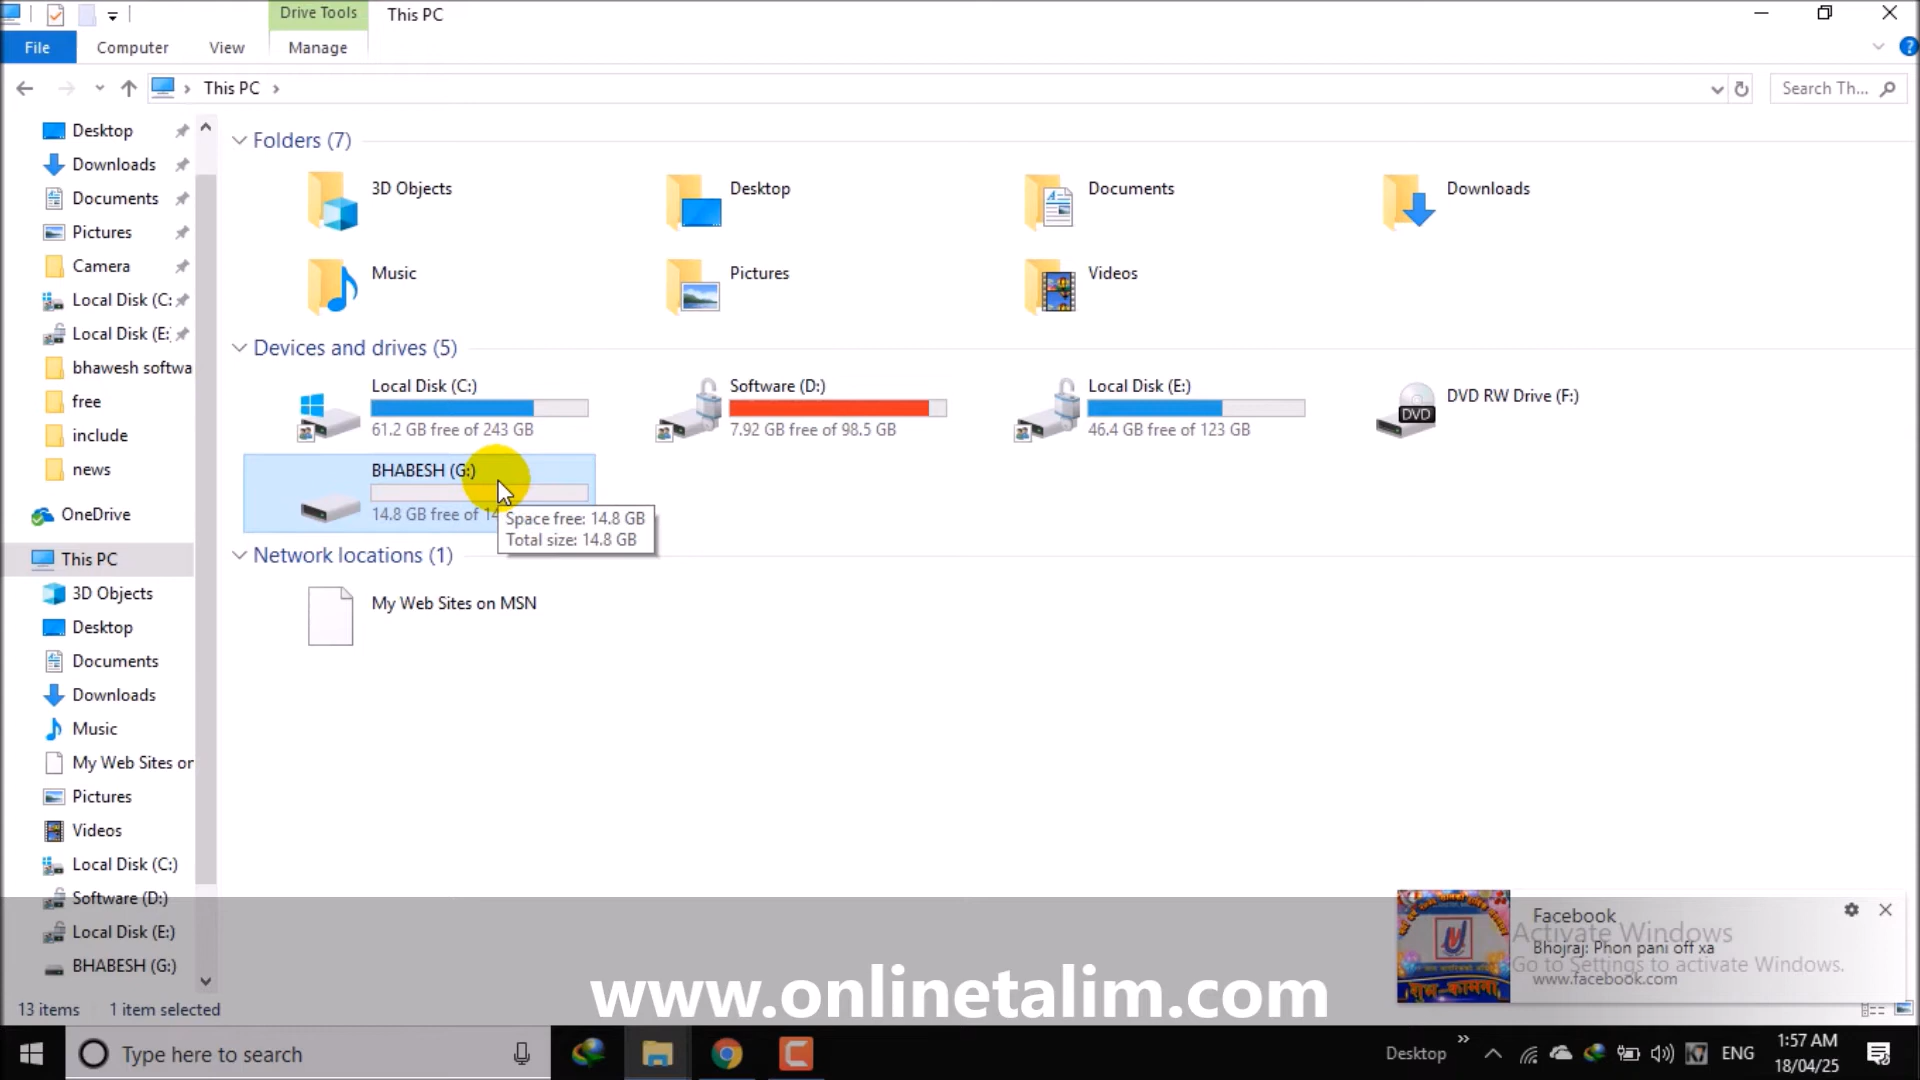 Drive Tools
This PC
File
Computer
View
Manage
This PC
Search Th...
Desktop
Downloads
Documents
Pictures
Camera
Local Disk (C:
Local Disk (E:
bhawesh softwa
free
include
news
OneDrive
This PC
3D Objects
Desktop
Documents
Downloads
Music
My Web Sites or
Pictures
Videos
Local Disk (C:)
Software (D:)
Local Disk (E:)
BHABESH (G:)
Folders (7)
3D Objects
Desktop
Documents
Downloads
Music
Pictures
Videos
Devices and drives (5)
Local Disk (C:)
61.2 GB free of 243 GB
Software (D:)
7.92 GB free of 98.5 GB
Local Disk (E:)
46.4 GB free of 123 GB
DVD RW Drive (F:)
DVD
BHABESH (G:)
14.8 GB free of 14
Space free: 14.8 GB
Total size: 14.8 GB
Network locations (1)
My Web Sites on MSN
Facebook
Activate Windows
Bhojraj: Phon pani off xa
Go to Settings to activate Windows.
www.facebook.com
शुभ-कामना
www.onlinetalim.com
13 items
1 item selected
Type here to search
Desktop
ENG
1:57 AM
18/04/25